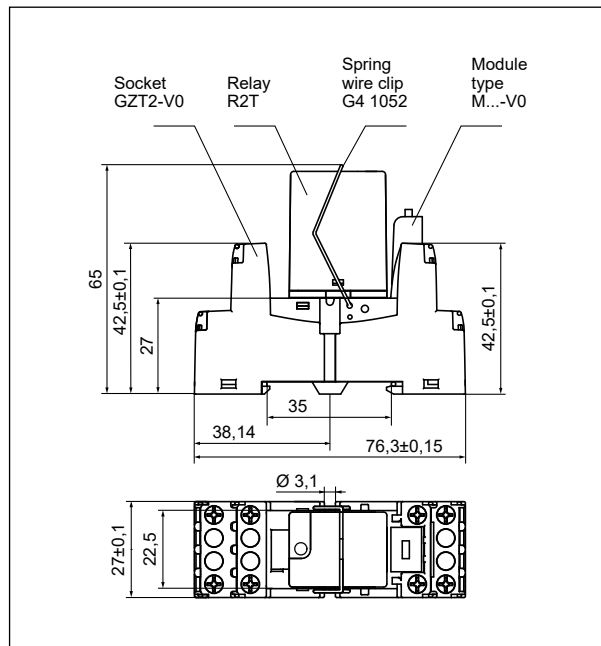 Socket
GZT2-V0
Relay
R2T
Spring
wire clip
G4 1052
Module
type
M...-V0
65
42,5±0,1
27
42,5±0,1
35
38,14
76,3±0,15
Ø 3,1
27±0,1
22,5